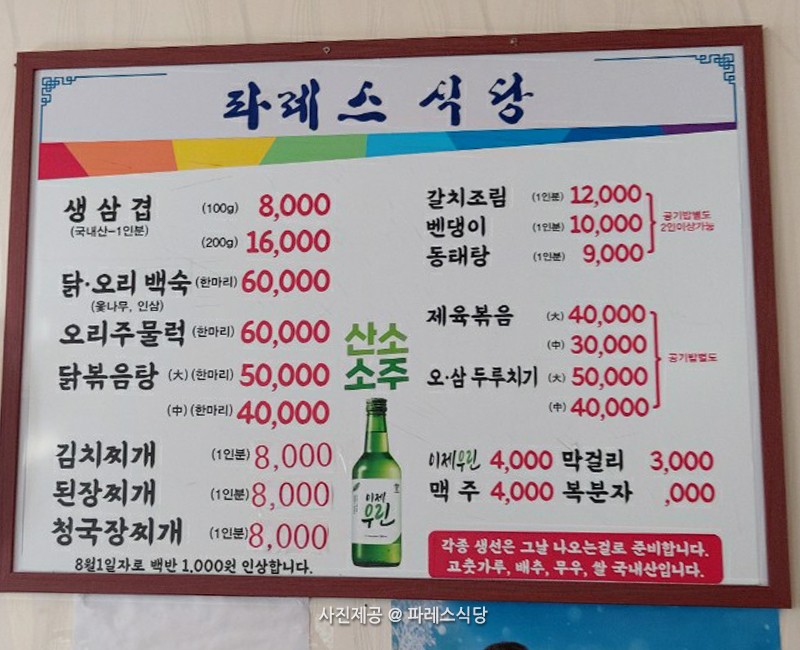 파레스 식당
생 삼 겹 (100g) 8,000
(국내산-1인분)
(200g) 16,000
닭·오리 백숙 (한마리) 60,000
(옻나무, 인삼)
오리주물럭 (한마리) 60,000
닭볶음탕 (大) (한마리) 50,000
(中) (한마리) 40,000
김치찌개 (1인분) 8,000
된장찌개 (1인분) 8,000
청국장찌개 (1인분) 8,000
8월1일자로 백반 1,000원 인상합니다.
산소
소주
이제
우린
갈치조림 (1인분) 12,000
벤댕이 (1인분) 10,000
동태탕 (1인분) 9,000
공기밥별도
2인이상가능
제육볶음 (大) 40,000
(中) 30,000
오·삼 두루치기 (大) 50,000
(中) 40,000
공기밥별도
이제우린 4,000 막걸리 3,000
맥 주 4,000 복분자 ,000
각종 생선은 그날 나오는걸로 준비합니다.
고춧가루, 배추, 무우, 쌀 국내산입니다.
사진제공 @ 파레스식당